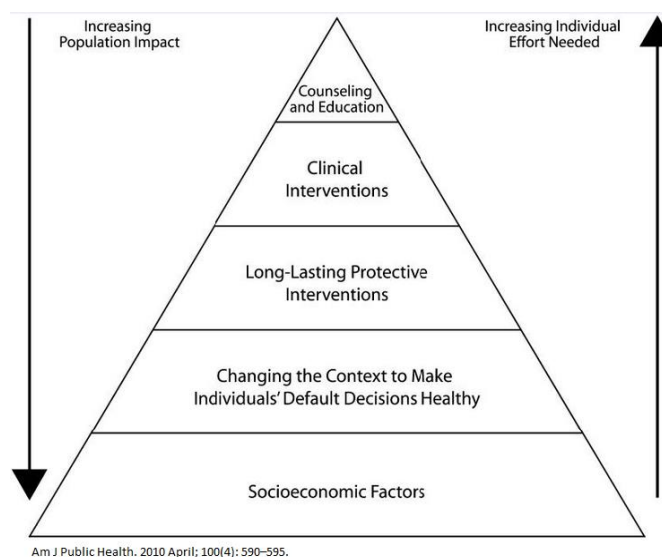 Increasing
Population Impact
Increasing Individual
Effort Needed
Counseling
and Education
Clinical
Interventions
Long-Lasting Protective
Interventions
Changing the Context to Make
Individuals' Default Decisions Healthy
Socioeconomic Factors
Am J Public Health. 2010 April; 100(4): 590–595.